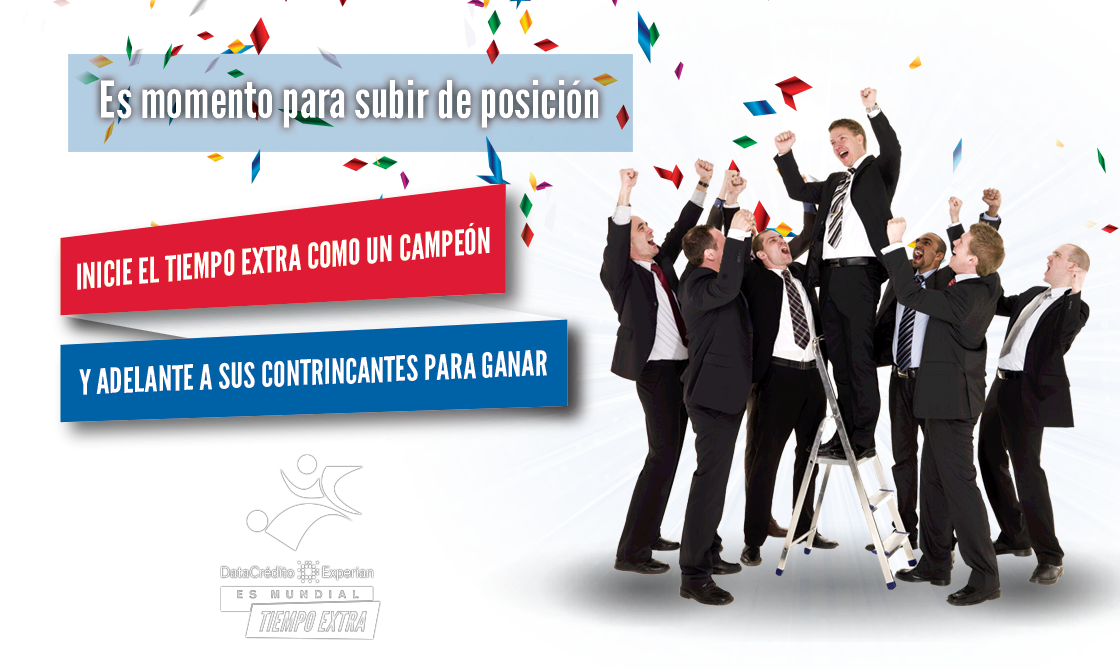 Es momento para subir de posición
INICIE EL TIEMPO EXTRA COMO UN CAMPEÓN
Y ADELANTE A SUS CONTRINCANTES PARA GANAR
DataCrédito Experian
ES MUNDIAL
TIEMPO EXTRA